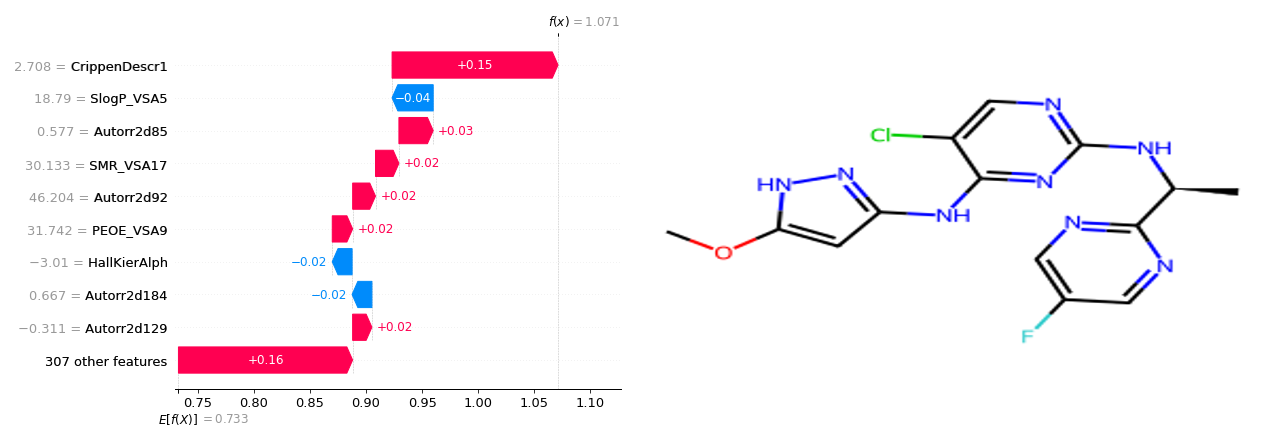 f(x) = 1.071
2.708 = CrippenDescr1
+0.15
18.79 = SlogP_VSA5
−0.04
0.577 = Autorr2d85
+0.03
30.133 = SMR_VSA17
+0.02
46.204 = Autorr2d92
+0.02
31.742 = PEOE_VSA9
+0.02
−3.01 = HallKierAlph
−0.02
0.667 = Autorr2d184
−0.02
−0.311 = Autorr2d129
+0.02
307 other features
+0.16
0.75 0.80 0.85 0.90 0.95 1.00 1.05 1.10
E[f(X)] = 0.733
N
Cl
NH
N
HN
N
NH
O
N
N
F